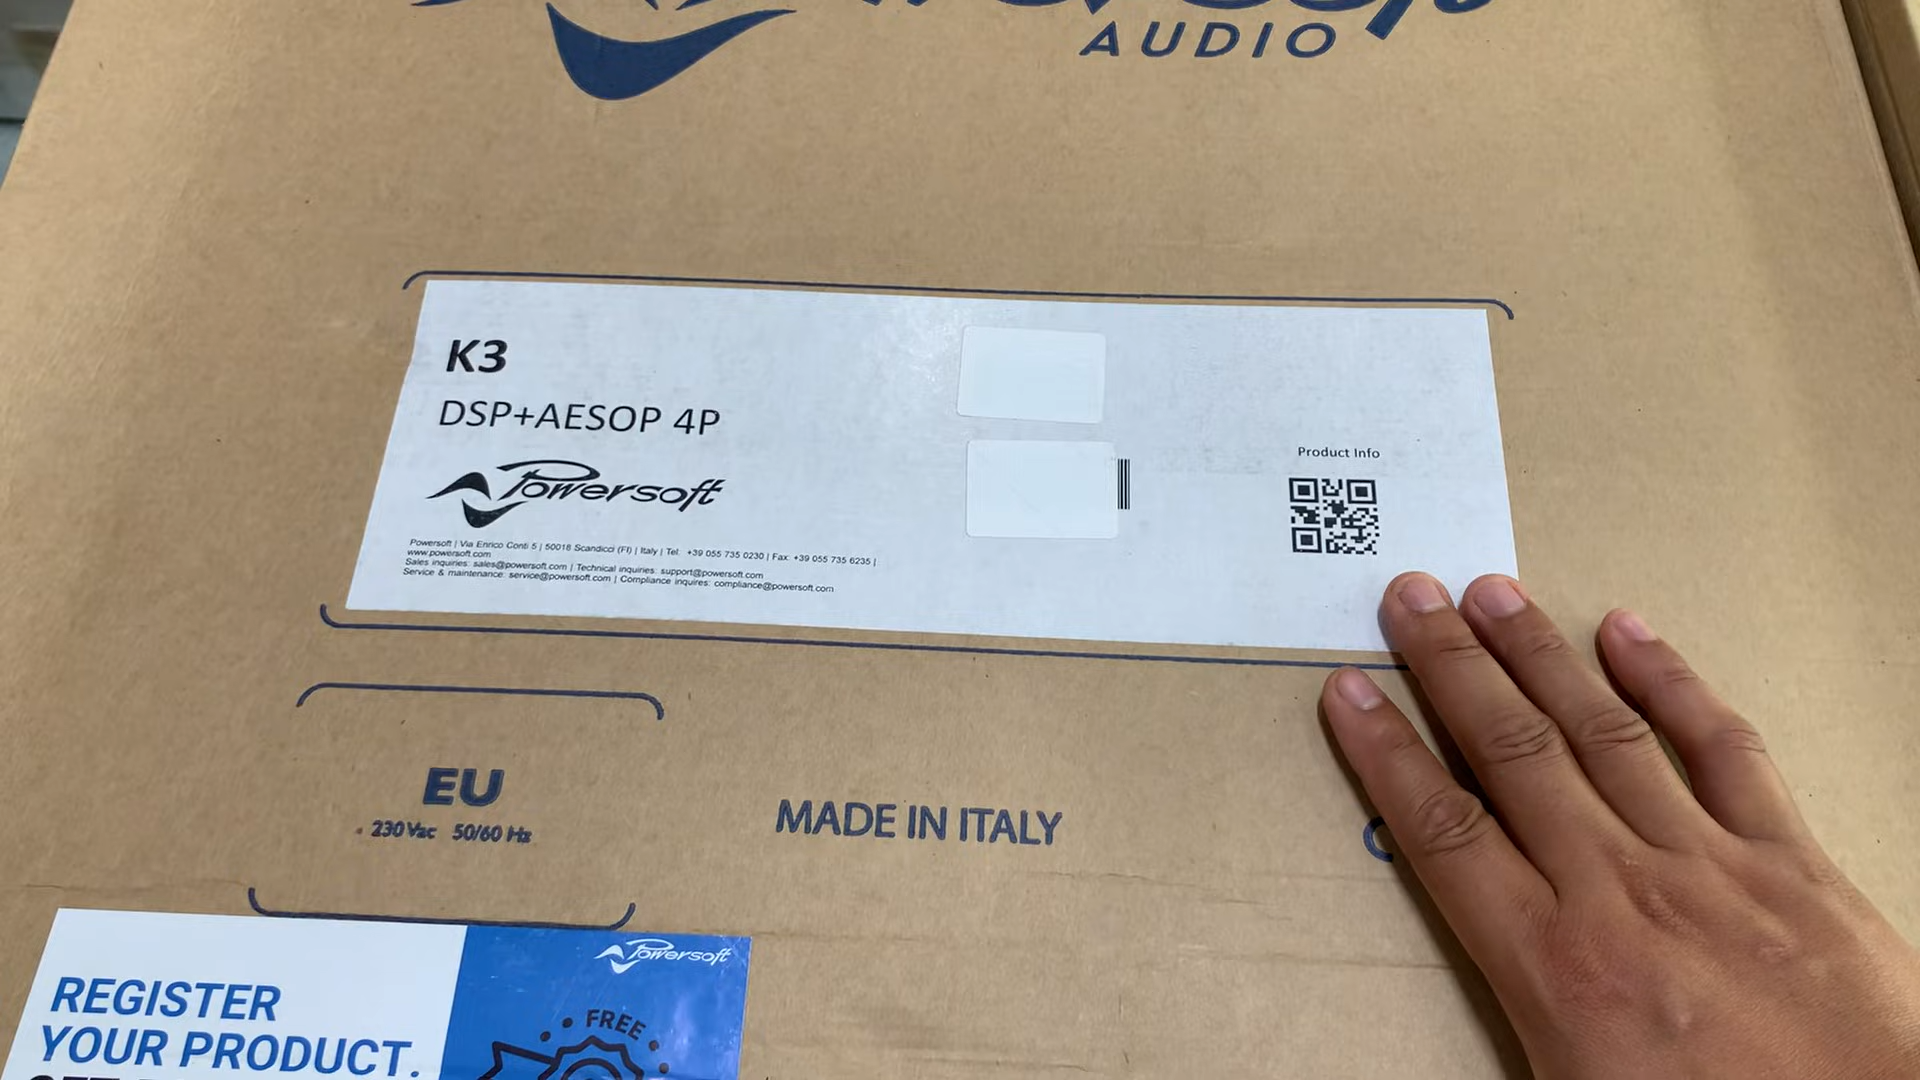 AUDIO
K3
DSP+AESOP 4P
Powersoft
Powersoft | Via Enrico Conti 5 | 50018 Scandicci (FI) | Italy | Tel: +39 055 735 0230 | Fax: +39 055 735 6235 |
www.powersoft.com
Sales inquiries: sales@powersoft.com | Technical inquiries: support@powersoft.com
Service & maintenance: service@powersoft.com | Compliance inquires: compliance@powersoft.com
Product Info
EU
230 Vac 50/60 Hz
MADE IN ITALY
Powersoft
REGISTER
YOUR PRODUCT.
FREE